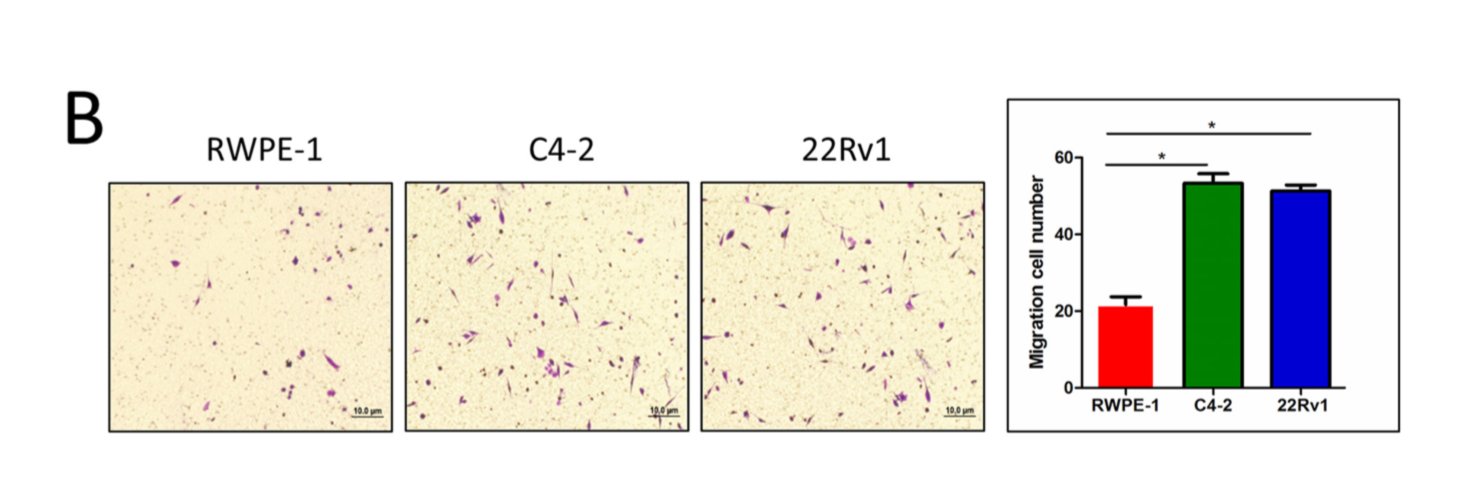 B
RWPE-1
C4-2
22Rv1
10.0 μm
10.0 μm
10.0 μm
*
*
Migration cell number
60
40
20
0
RWPE-1
C4-2
22Rv1